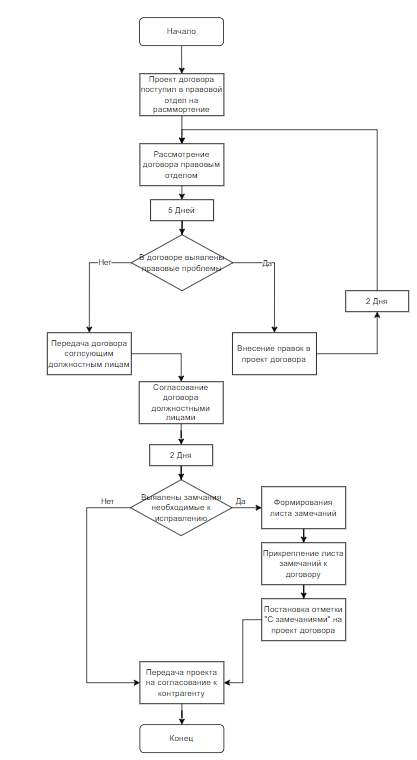 Начало
Проект договора
поступил в правовой
отдел на
расммортение
Рассмотрение
договора правовым
отделом
5 Дней
В договоре выявлены
правовые проблемы
Нет
Да
2 Дня
Передача договора
соглсующим
должностным лицам
Внесение правок в
проект договора
Согласование
договора
должностными
лицами
2 Дня
Выявлены замчания
необходимые к
исправлению
Нет
Да
Формирования
листа замечаний
Прикрепление листа
замечаний к
договору
Постановка отметки
"С замечаниями" на
проект договора
Передача проекта
на согласование к
контрагенту
Конец